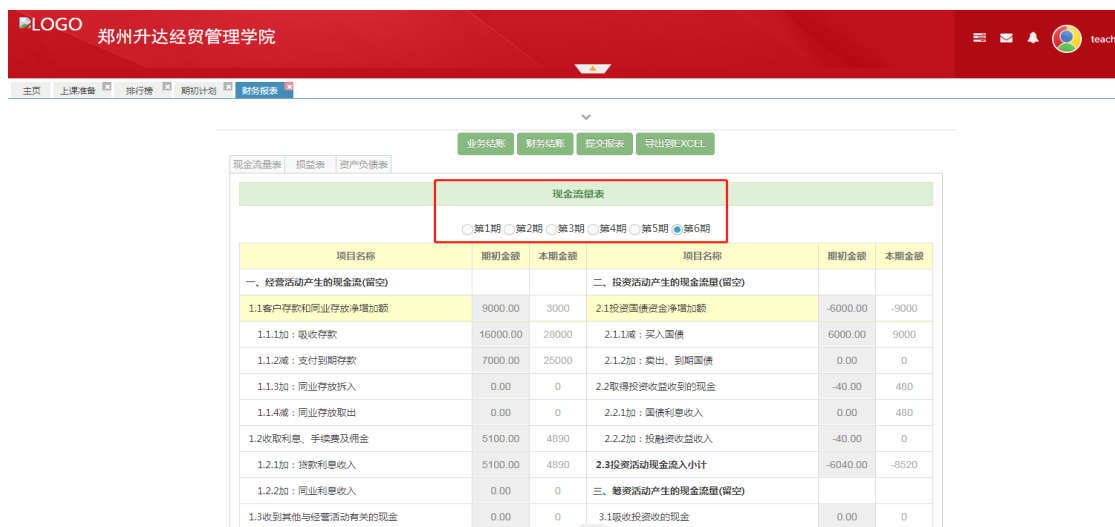 LOGO 郑州升达经贸管理学院 teach
主页 上课准备 排行榜 期初计划 财务报表
业务结账 财务结账 提交报表 导出到EXCEL
现金流量表 损益表 资产负债表
现金流量表
第1期 第2期 第3期 第4期 第5期 第6期
项目名称 期初金额 本期金额 项目名称 期初金额 本期金额
一、经营活动产生的现金流(留空) 二、投资活动产生的现金流量(留空)
1.1客户存款和同业存放净增加额 9000.00 3000 2.1投资国债资金净增加额 -6000.00 -9000
1.1.1加：吸收存款 16000.00 28000 2.1.1减：买入国债 6000.00 9000
1.1.2减：支付到期存款 7000.00 25000 2.1.2加：卖出、到期国债 0.00 0
1.1.3加：同业存放拆入 0.00 0 2.2取得投资收益收到的现金 -40.00 480
1.1.4减：同业存放取出 0.00 0 2.2.1加：国债利息收入 0.00 480
1.2收取利息、手续费及佣金 5100.00 4890 2.2.2加：投融资收益收入 -40.00 0
1.2.1加：贷款利息收入 5100.00 4890 2.3投资活动现金流入小计 -6040.00 -8520
1.2.2加：同业利息收入 0.00 0 三、筹资活动产生的现金流量(留空)
1.3收到其他与经营活动有关的现金 0.00 0 3.1吸收投资收的现金 0.00 0